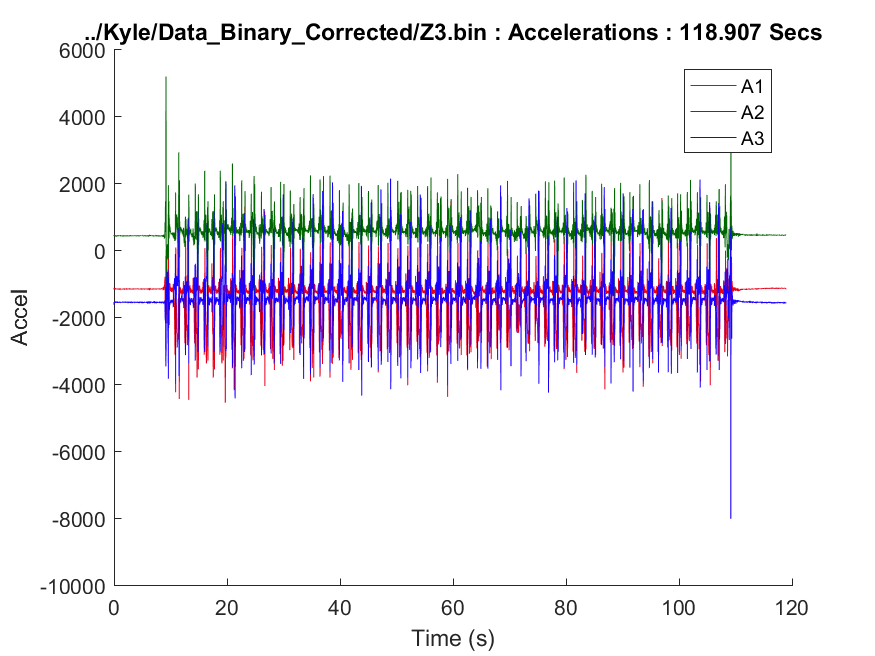 ../Kyle/Data_Binary_Corrected/Z3.bin : Accelerations : 118.907 Secs
6000
4000
2000
0
-2000
-4000
-6000
-8000
-10000
Accel
A1
A2
A3
0 20 40 60 80 100 120
Time (s)